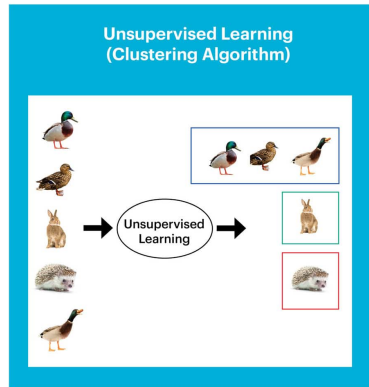 Unsupervised Learning
(Clustering Algorithm)
Unsupervised
Learning